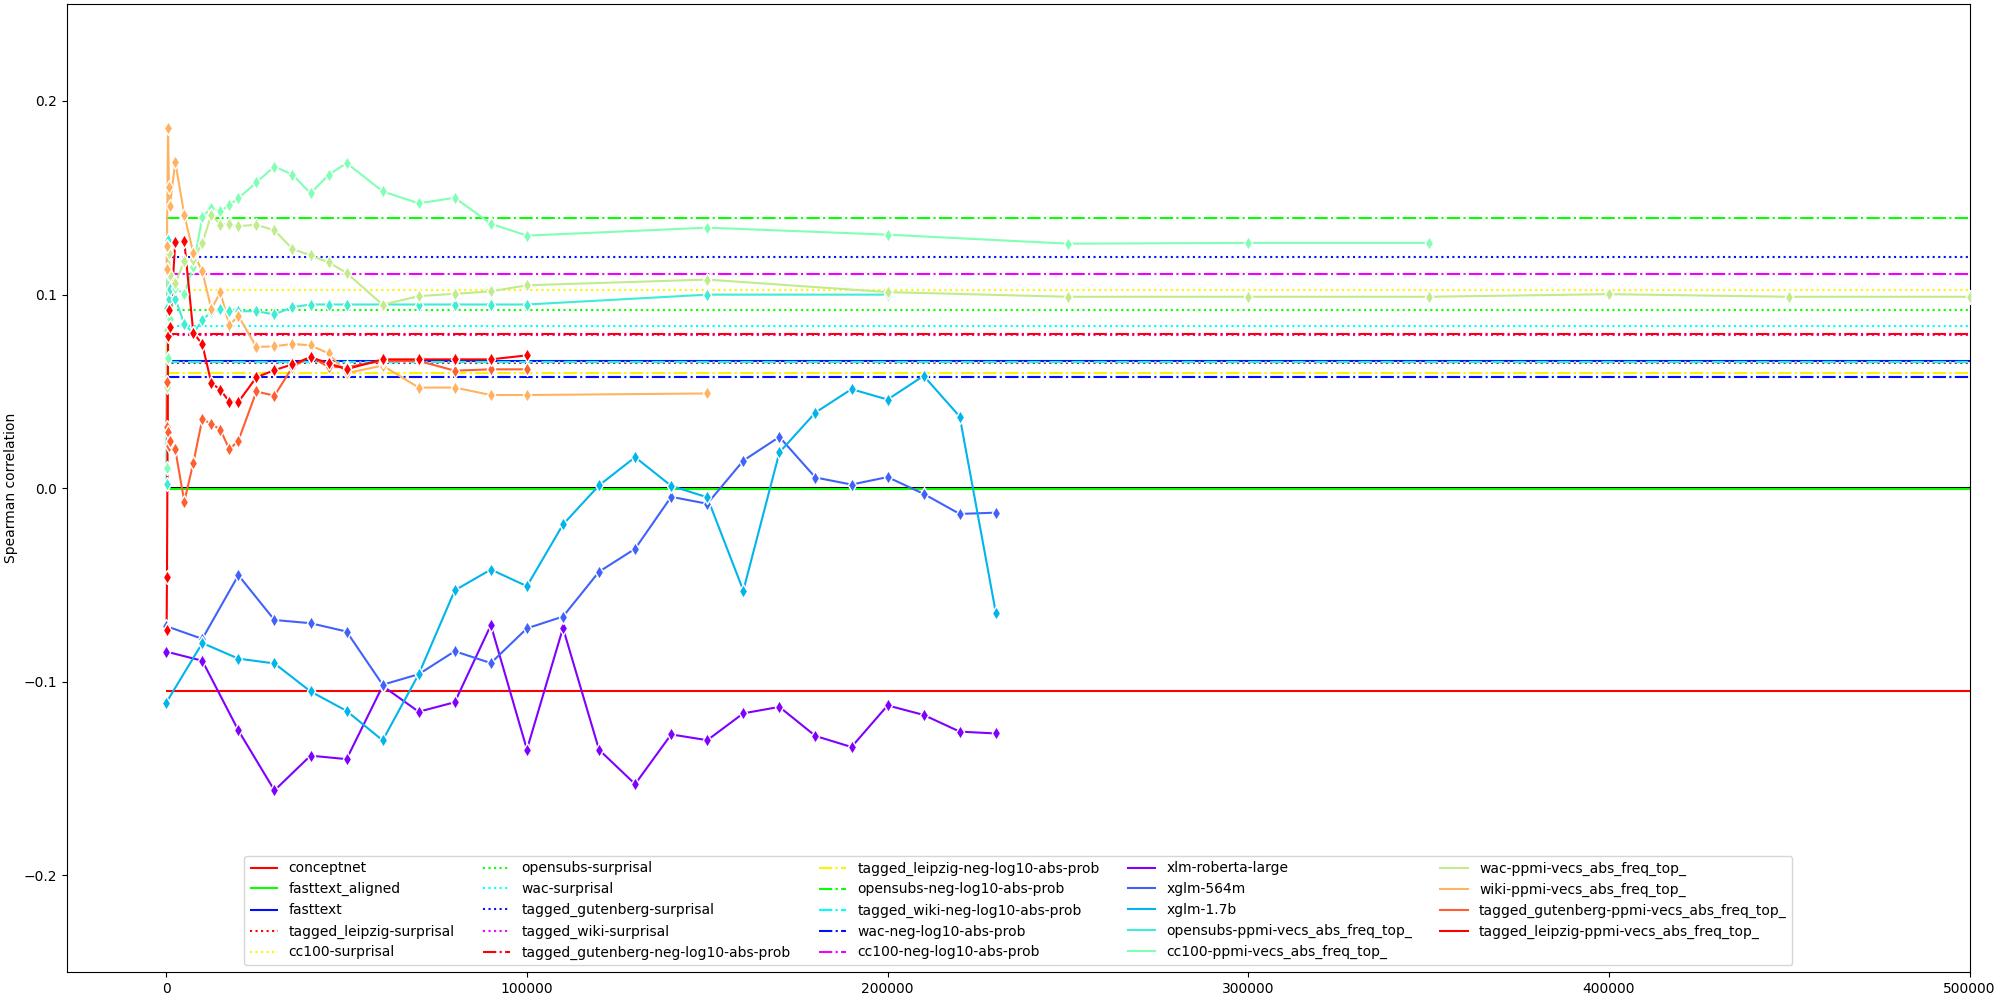 0.2
0.1
0.0
−0.1
−0.2
Spearman correlation
conceptnet
fasttext_aligned
fasttext
tagged_leipzig-surprisal
cc100-surprisal
opensubs-surprisal
wac-surprisal
tagged_gutenberg-surprisal
tagged_wiki-surprisal
tagged_gutenberg-neg-log10-abs-prob
tagged_leipzig-neg-log10-abs-prob
opensubs-neg-log10-abs-prob
tagged_wiki-neg-log10-abs-prob
wac-neg-log10-abs-prob
cc100-neg-log10-abs-prob
xlm-roberta-large
xglm-564m
xglm-1.7b
opensubs-ppmi-vecs_abs_freq_top_
cc100-ppmi-vecs_abs_freq_top_
wac-ppmi-vecs_abs_freq_top_
wiki-ppmi-vecs_abs_freq_top_
tagged_gutenberg-ppmi-vecs_abs_freq_top_
tagged_leipzig-ppmi-vecs_abs_freq_top_
0
100000
200000
300000
400000
500000